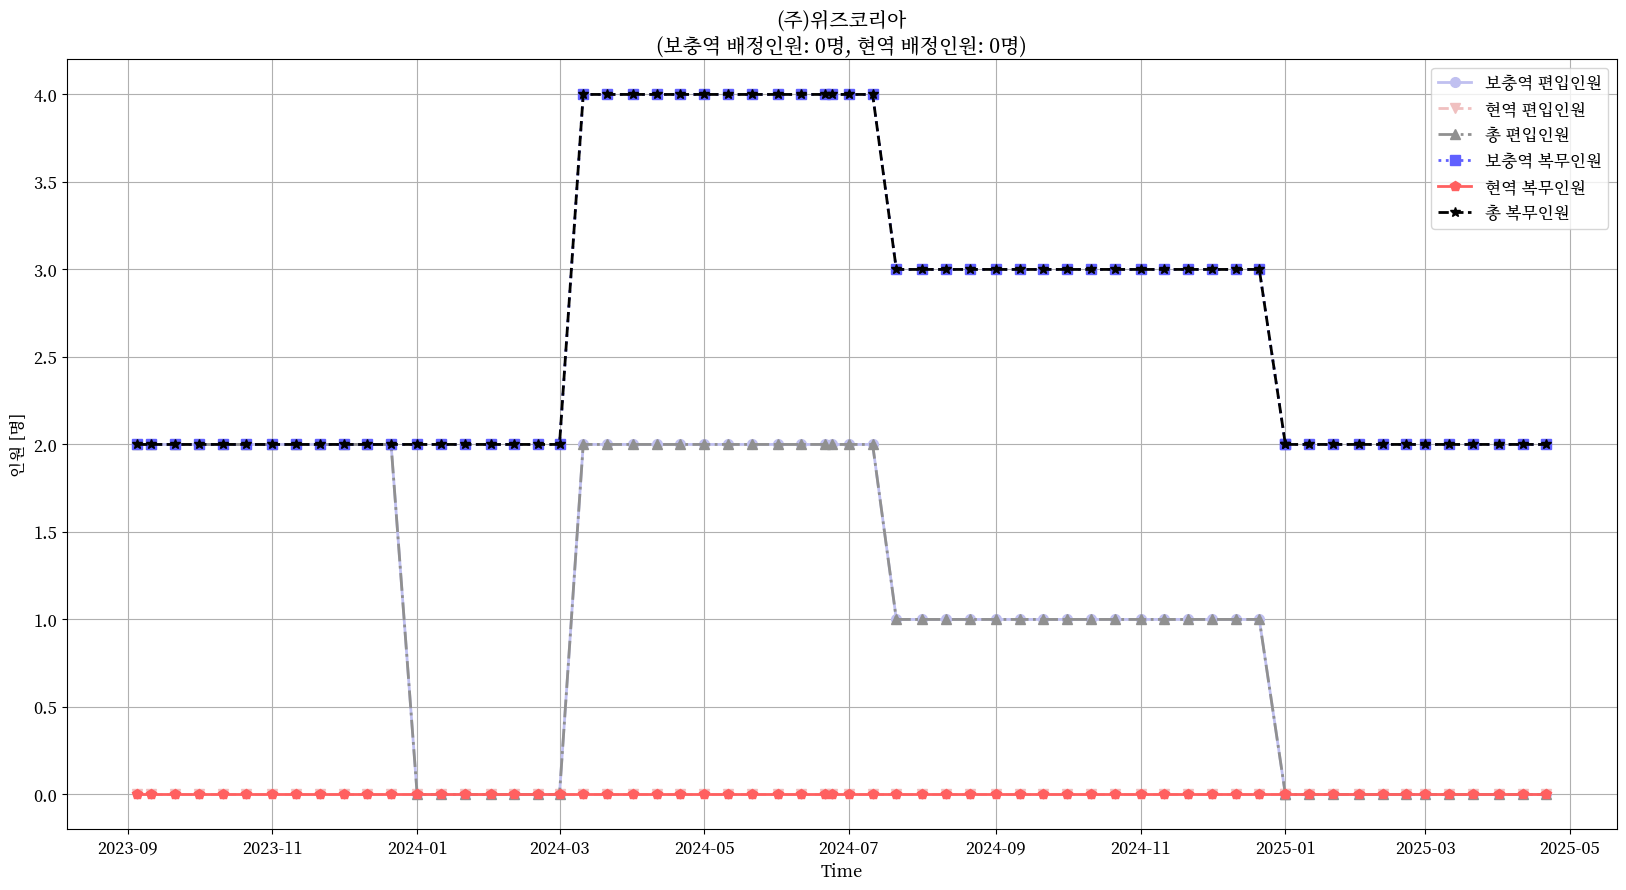 (주)위즈코리아
(보충역 배정인원: 0명, 현역 배정인원: 0명)
보충역 편입인원
현역 편입인원
총 편입인원
보충역 복무인원
현역 복무인원
총 복무인원
인원 [명]
4.0
3.5
3.0
2.5
2.0
1.5
1.0
0.5
0.0
2023-09 2023-11 2024-01 2024-03 2024-05 2024-07 2024-09 2024-11 2025-01 2025-03 2025-05
Time